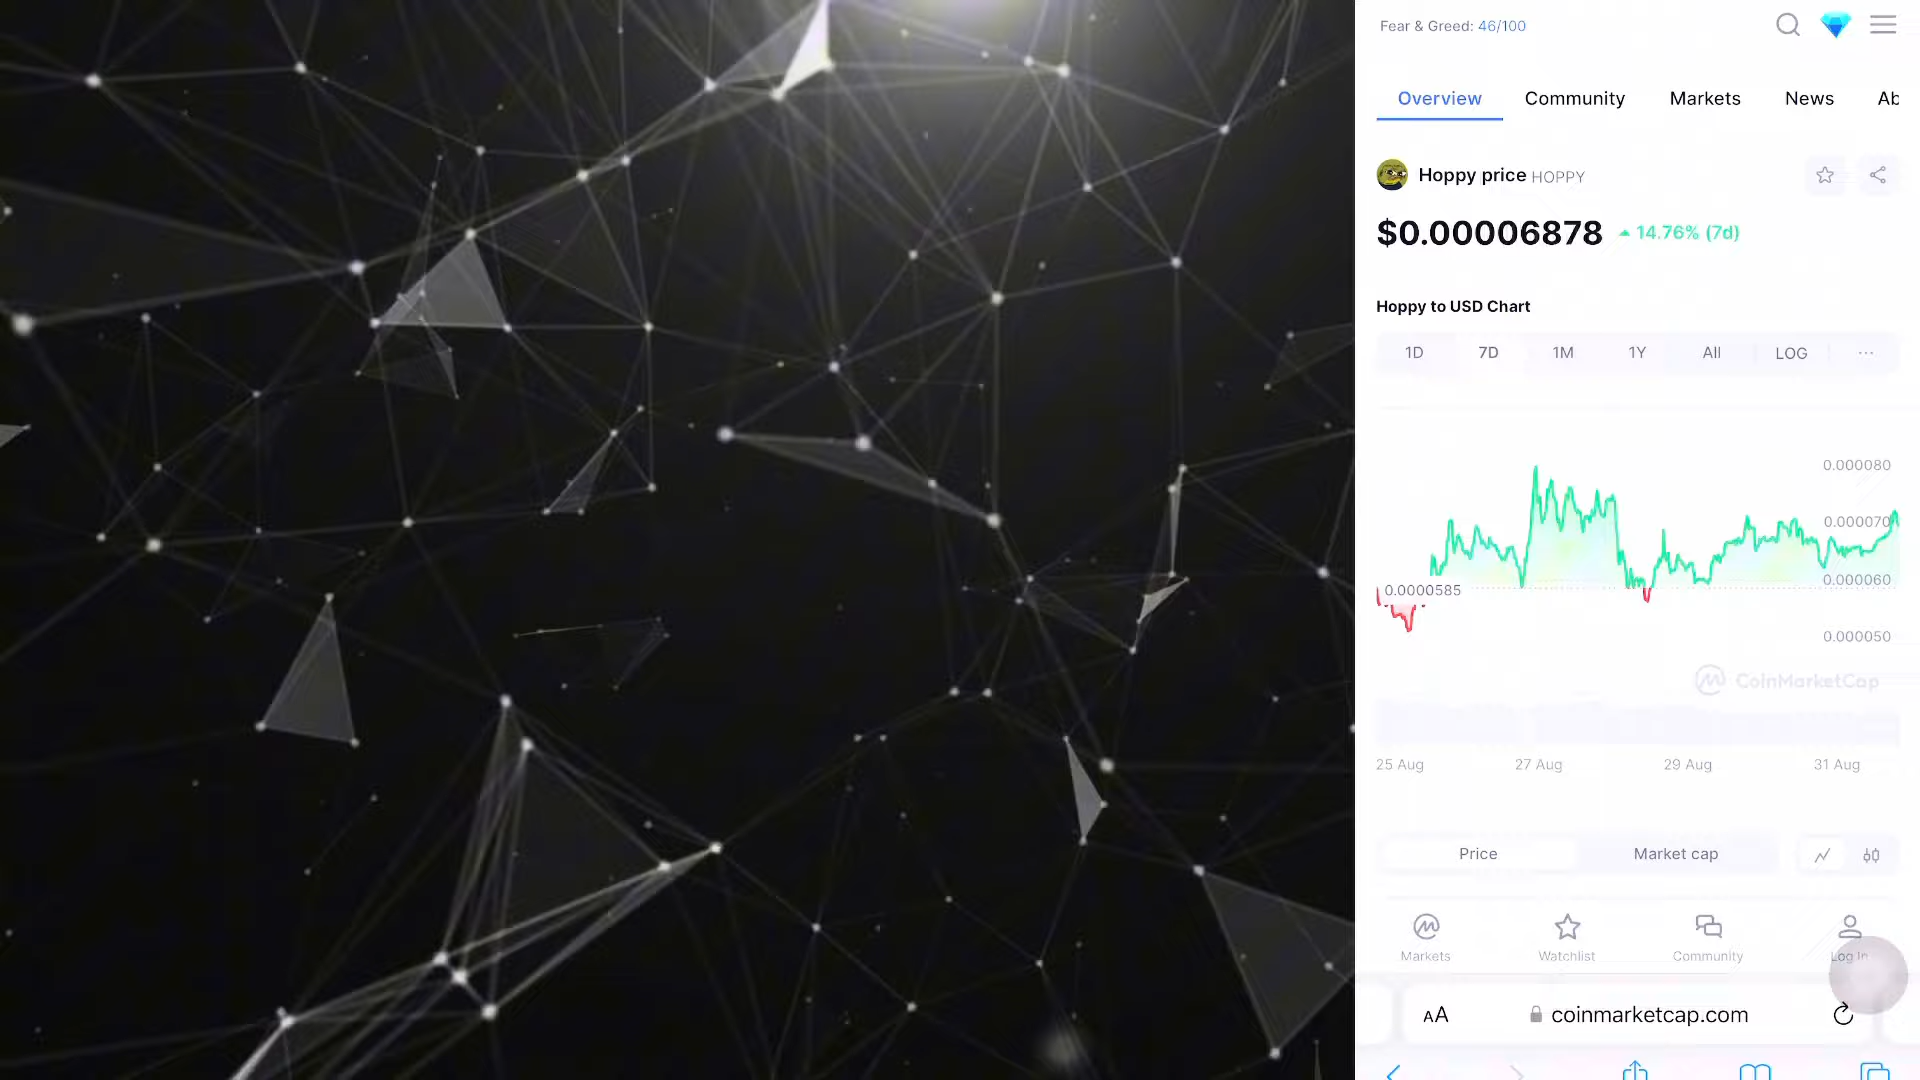 Fear & Greed: 46/100
Overview Community Markets News Ab
Hoppy price HOPPY
$0.00006878 14.76% (7d)
Hoppy to USD Chart
1D 7D 1M 1Y All LOG ...
0.000080
0.000070
0.000060
0.0000585
0.000050
CoinMarketCap
25 Aug 27 Aug 29 Aug 31 Aug
Price Market cap
Markets Watchlist Community Log In
AA coinmarketcap.com